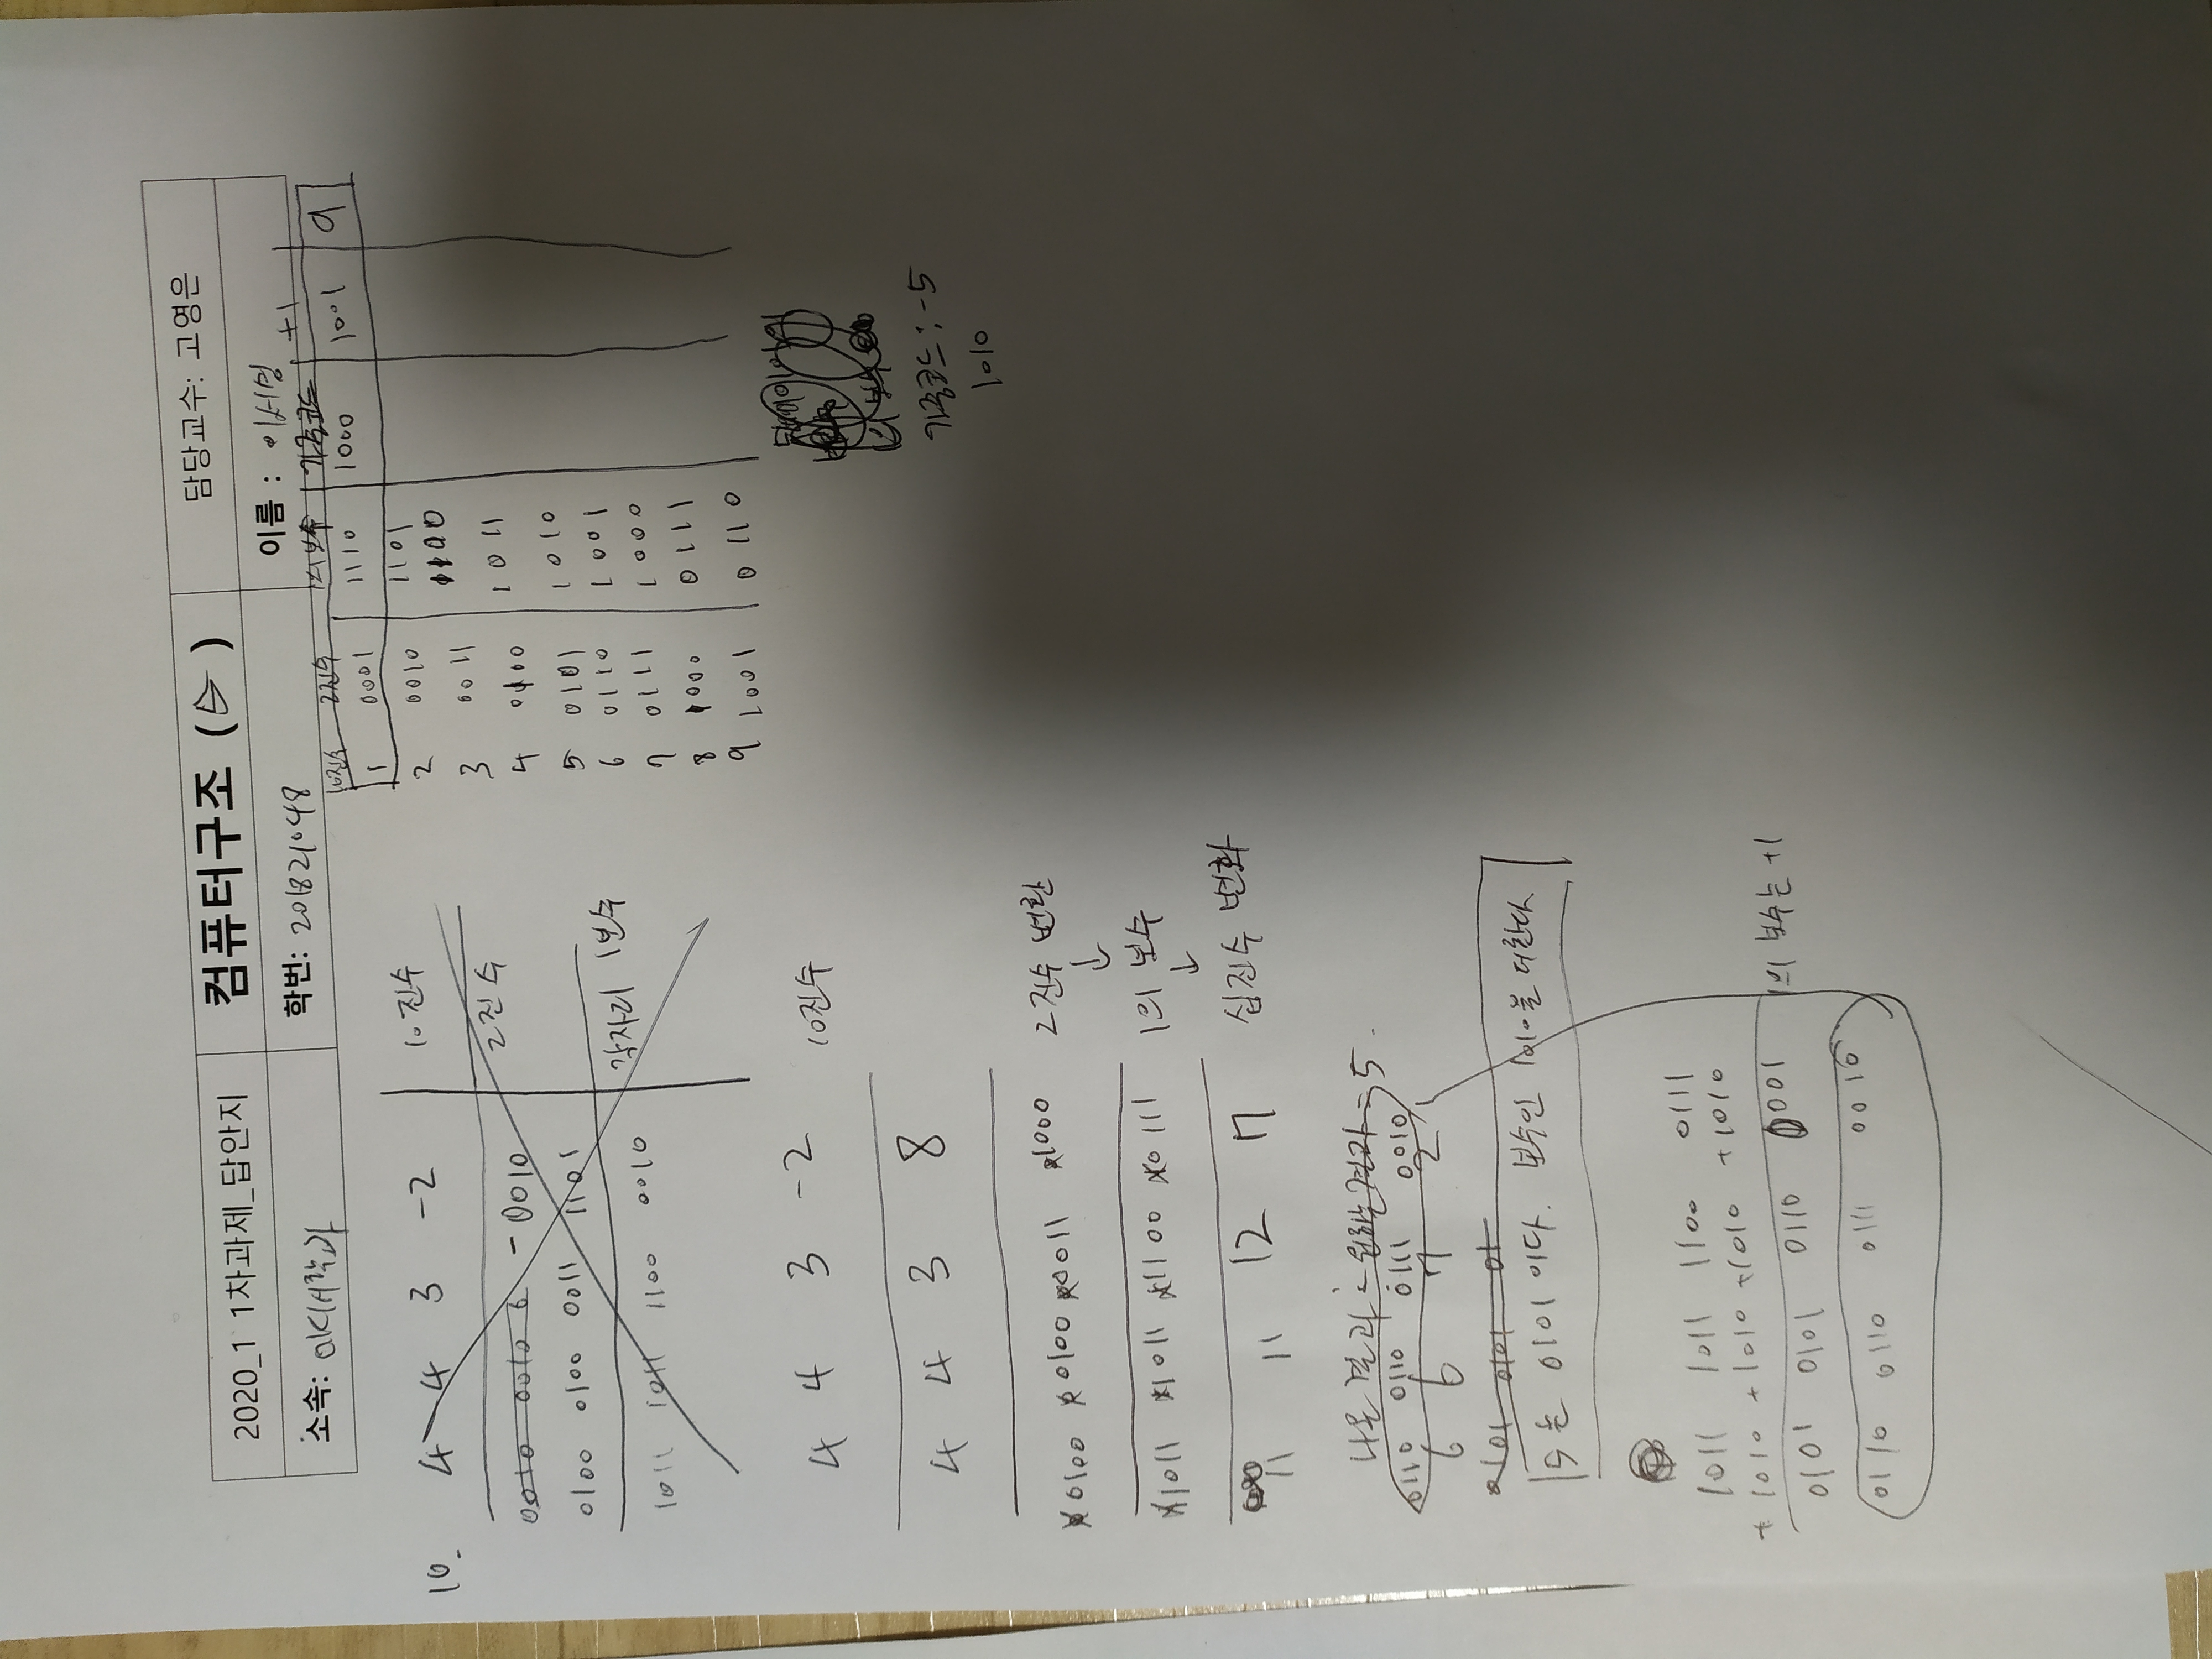 2020_1 1차과제_답안지
컴퓨터구조 ( )
담당교수: 고영은
소속:
학번: 201821048
이름 : 이서명
+1
10진수 2진수 1의 보수 가중코드
1 0001 1110 1000 1001 9
2 0010 1101
3 0011 1100
4 0100 1011
5 0101 1010
6 0110 1001
7 0111 1000
8 1000 0111
9 1001 0110
가중코드 : -5
1010
10. 4 4 3 -2 10진수
0010 0010 0 -0010 2진수
0100 0100 0011 1101
1011 1011 1100 0010 각자리 1보수
4 4 3 -2 10진수
4 4 3 8
0100 0100 0011 1000 2진수 변환
↓
1011 1011 1100 0111 1의 보수
↓
11 11 12 7 십진수 변화
나온 결과 - 원하는 결과 = 5
0110 0110 0111 0010
6 6 7 2
0101 0101 01
5는 0101 이다. 보수인 1010을 더한다
1011 1011 1100 0111
+ 1010 + 1010 +1010 +1010
0101 0101 0110 0001 1의 보수는 +1
0110 0110 0111 0010